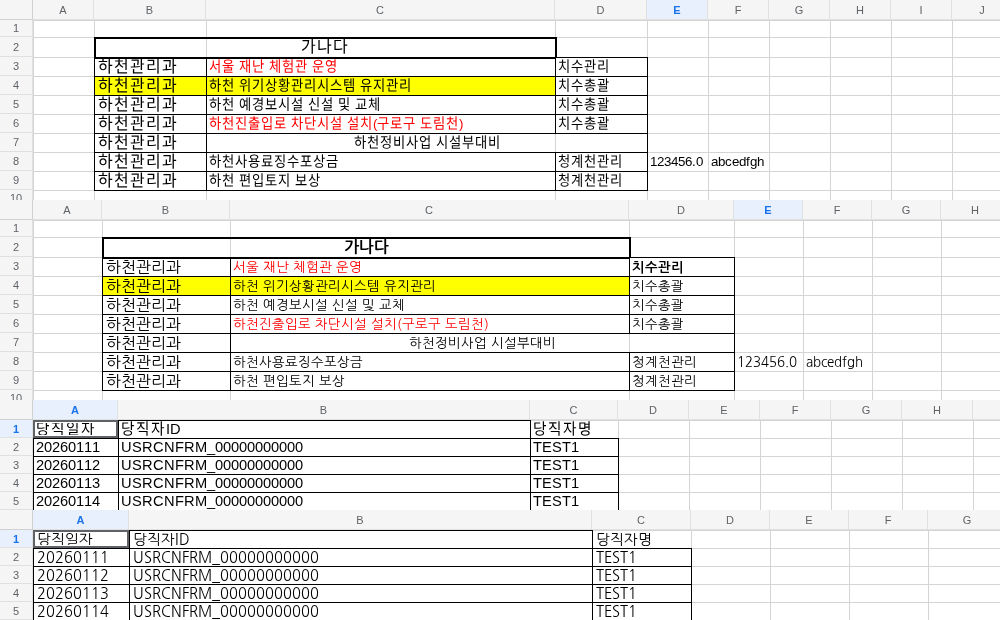 A B C D E F G H I J
1
2 가나다
3 하천관리과 서울 재난 체험관 운영 치수관리
4 하천관리과 하천 위기상황관리시스템 유지관리 치수총괄
5 하천관리과 하천 예경보시설 신설 및 교체 치수총괄
6 하천관리과 하천진출입로 차단시설 설치(구로구 도림천) 치수총괄
7 하천관리과 하천정비사업 시설부대비
8 하천관리과 하천사용료징수포상금 청계천관리 123456.0 abcedfgh
9 하천관리과 하천 편입토지 보상 청계천관리
10
A B C D E F G H
1
2 가나다
3 하천관리과 서울 재난 체험관 운영 치수관리
4 하천관리과 하천 위기상황관리시스템 유지관리 치수총괄
5 하천관리과 하천 예경보시설 신설 및 교체 치수총괄
6 하천관리과 하천진출입로 차단시설 설치(구로구 도림천) 치수총괄
7 하천관리과 하천정비사업 시설부대비
8 하천관리과 하천사용료징수포상금 청계천관리 123456.0 abcedfgh
9 하천관리과 하천 편입토지 보상 청계천관리
10
A B C D E F G H
1 당직일자 당직자ID 당직자명
2 20260111 USRCNFRM_00000000000 TEST1
3 20260112 USRCNFRM_00000000000 TEST1
4 20260113 USRCNFRM_00000000000 TEST1
5 20260114 USRCNFRM_00000000000 TEST1
A B C D E F G
1 당직일자 당직자ID 당직자명
2 20260111 USRCNFRM_00000000000 TEST1
3 20260112 USRCNFRM_00000000000 TEST1
4 20260113 USRCNFRM_00000000000 TEST1
5 20260114 USRCNFRM_00000000000 TEST1